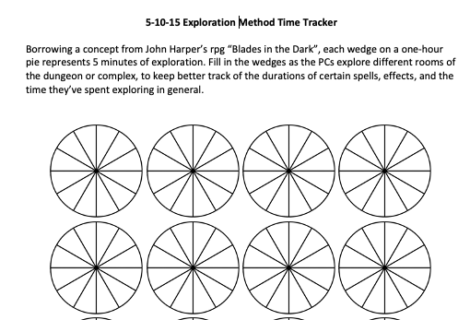 5-10-15 Exploration Method Time Tracker
Borrowing a concept from John Harper's rpg "Blades in the Dark", each wedge on a one-hour
pie represents 5 minutes of exploration. Fill in the wedges as the PCs explore different rooms of
the dungeon or complex, to keep better track of the durations of certain spells, effects, and the
time they've spent exploring in general.